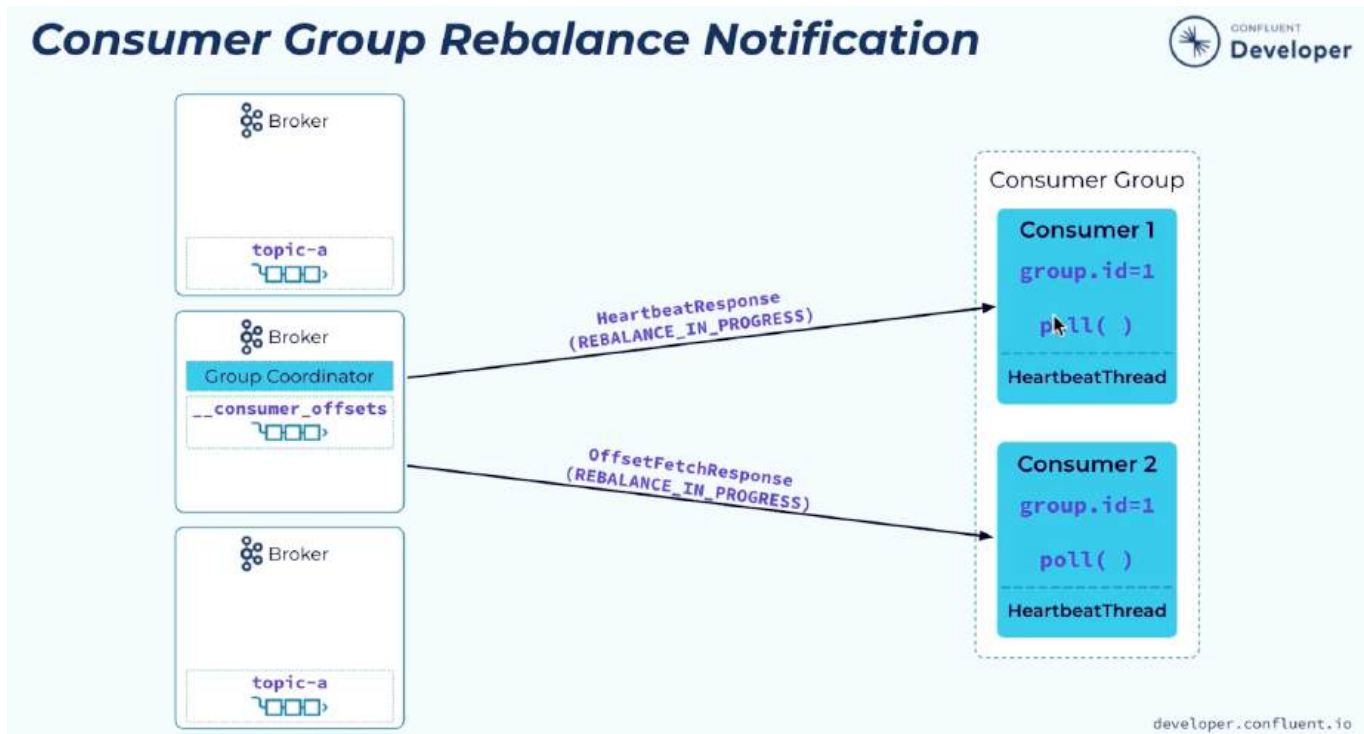 Consumer Group Rebalance Notification
CONFLUENT
Developer
Broker
topic-a
Broker
Group Coordinator
__consumer_offsets
Broker
topic-a
HeartbeatResponse
(REBALANCE_IN_PROGRESS)
OffsetFetchResponse
(REBALANCE_IN_PROGRESS)
Consumer Group
Consumer 1
group.id=1
poll( )
HeartbeatThread
Consumer 2
group.id=1
poll( )
HeartbeatThread
developer.confluent.io